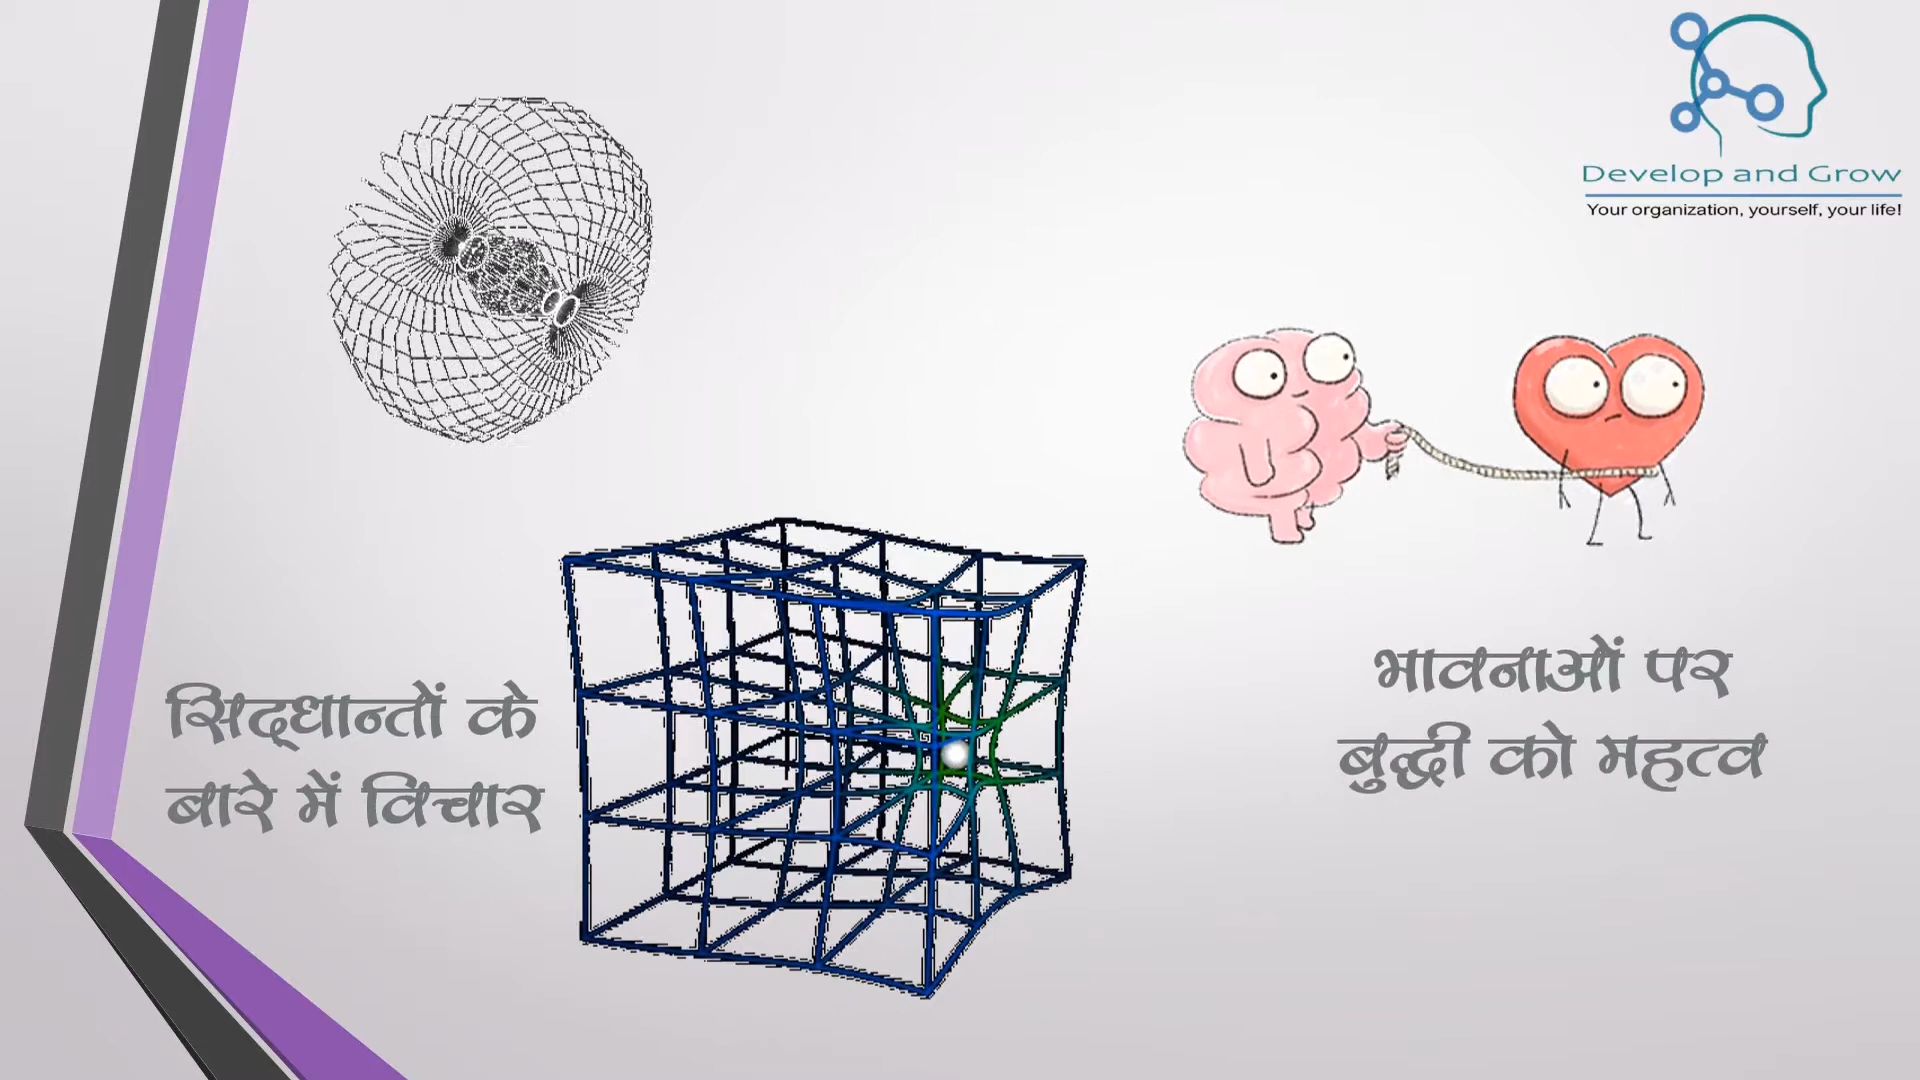 Develop and Grow
Your organization, yourself, your life!
सिद्धान्तों के
बारे में विचार
भावनाओं पर
बुद्धी को महत्व